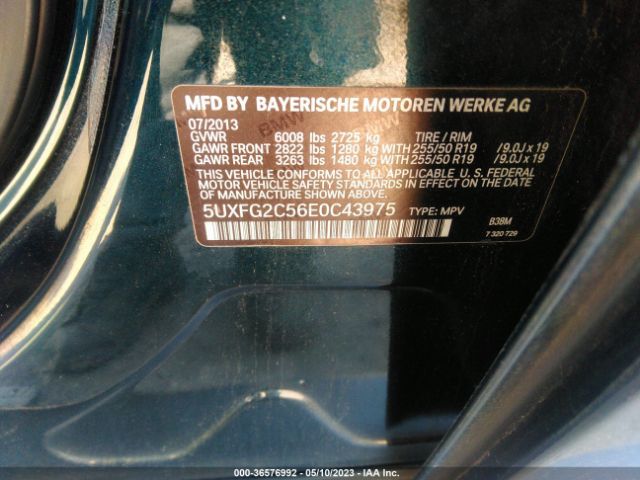 MFD BY BAYERISCHE MOTOREN WERKE AG
07/2013
GVWR 6008 lbs 2725 kg TIRE / RIM
GAWR FRONT 2822 lbs 1280 kg WITH 255/50 R19 /9.0J x 19
GAWR REAR 3263 lbs 1480 kg WITH 255/50 R19 /9.0J x 19
THIS VEHICLE CONFORMS TO ALL APPLICABLE U. S. FEDERAL
MOTOR VEHICLE SAFETY STANDARDS IN EFFECT
ON THE DATE OF MANUFACTURE SHOWN ABOVE.
5UXFG2C56E0C43975 TYPE: MPV B38M
7 320 729
BMW
000-36576992 — 05/10/2023 — IAA Inc.